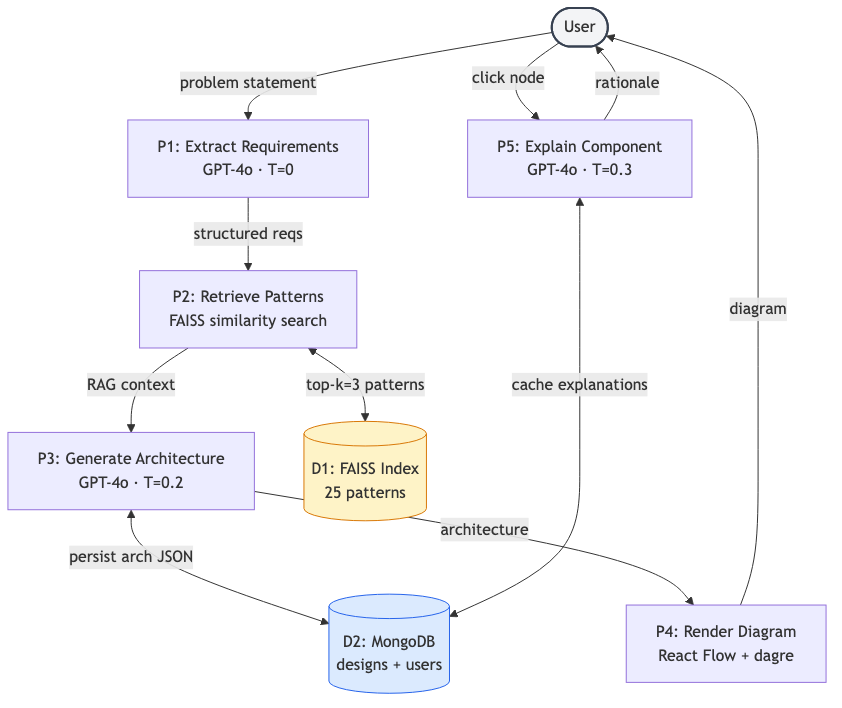 User
problem statement
click node
rationale
P1: Extract Requirements
GPT-4o · T=0
P5: Explain Component
GPT-4o · T=0.3
structured reqs
P2: Retrieve Patterns
FAISS similarity search
diagram
RAG context
top-k=3 patterns
cache explanations
P3: Generate Architecture
GPT-4o · T=0.2
D1: FAISS Index
25 patterns
architecture
persist arch JSON
D2: MongoDB
designs + users
P4: Render Diagram
React Flow + dagre